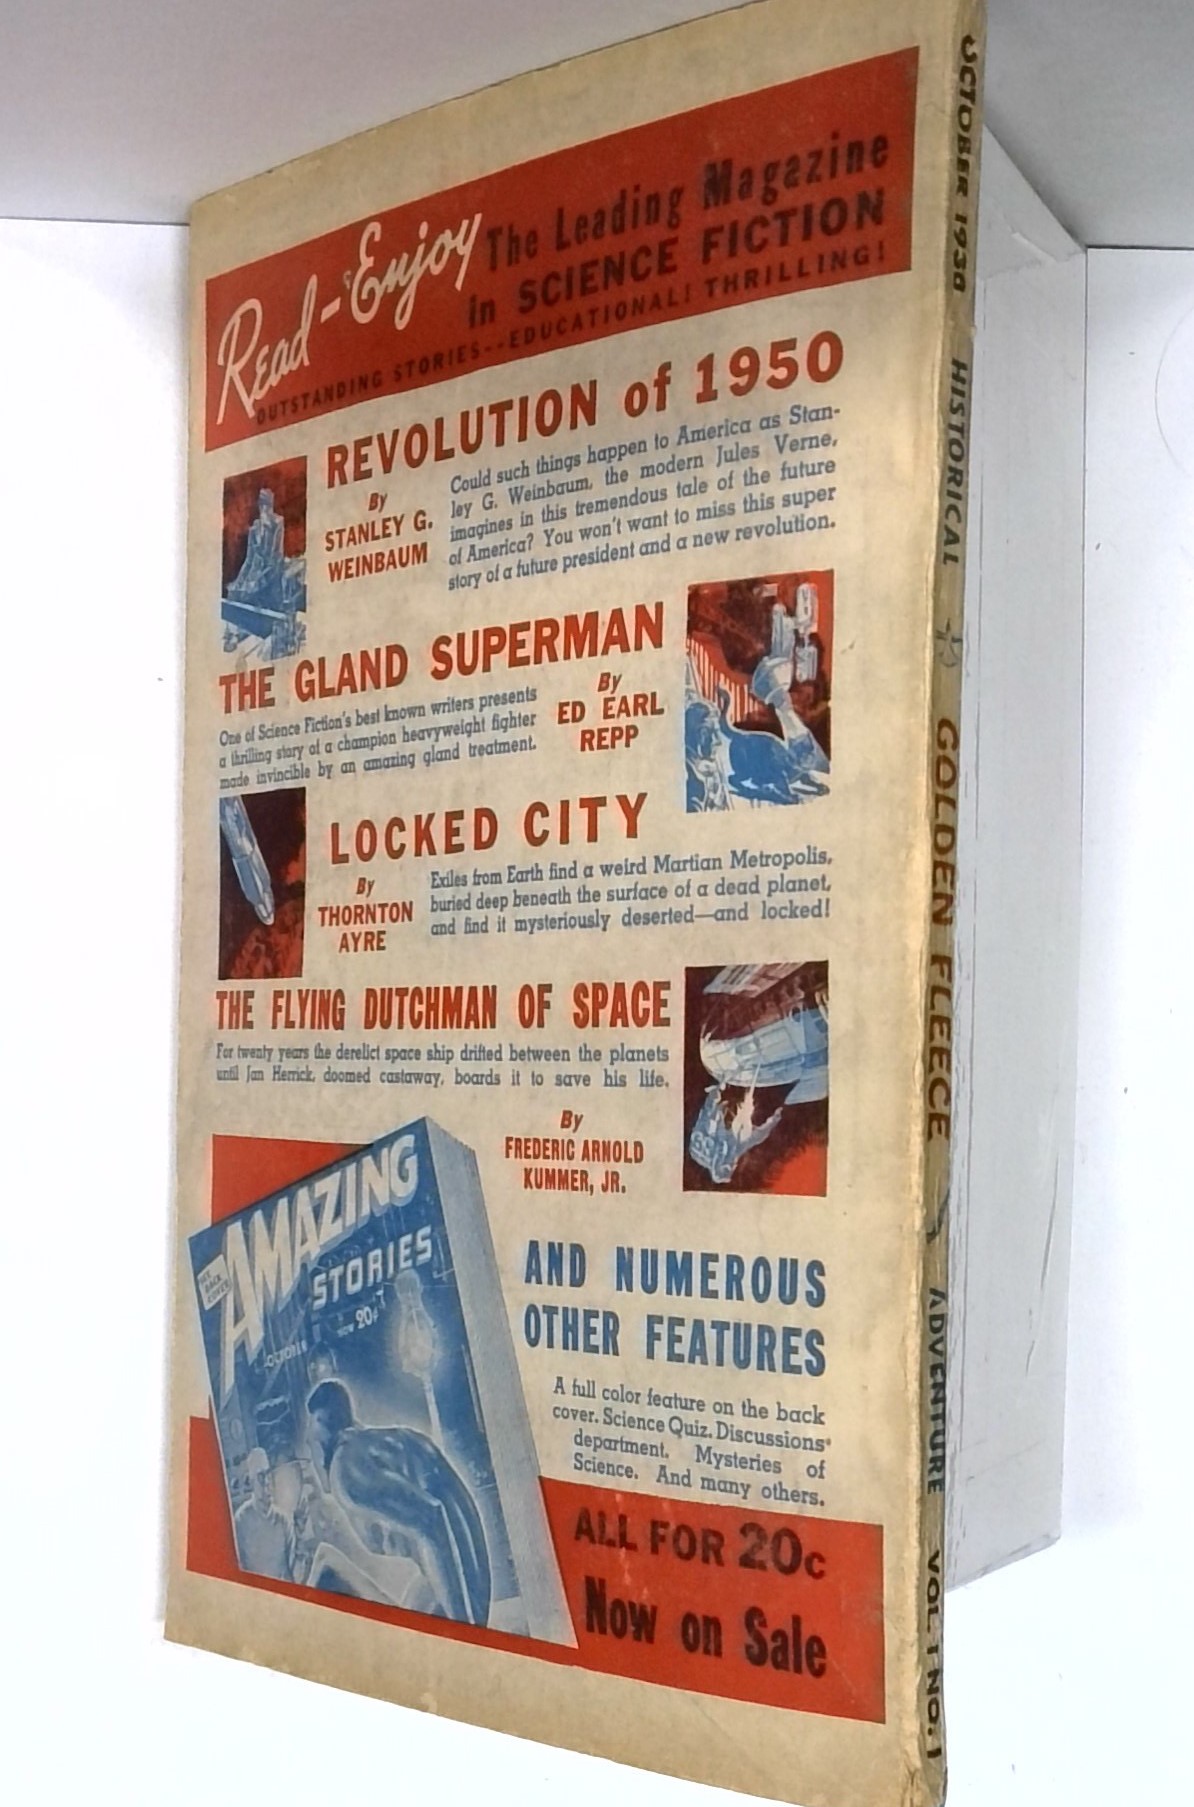 Read-Enjoy
The Leading Magazine
in SCIENCE FICTION
OUTSTANDING STORIES--EDUCATIONAL! THRILLING!
REVOLUTION of 1950
By
STANLEY G.
WEINBAUM
Could such things happen to America as Stan-
ley G. Weinbaum, the modern Jules Verne,
imagines in this tremendous tale of the future
of America? You won't want to miss this super
story of a future president and a new revolution.
THE GLAND SUPERMAN
One of Science Fiction's best known writers presents
a thrilling story of a champion heavyweight fighter
made invincible by an amazing gland treatment.
By
ED EARL
REPP
LOCKED CITY
By
THORNTON
AYRE
Exiles from Earth find a weird Martian Metropolis,
buried deep beneath the surface of a dead planet,
and find it mysteriously deserted—and locked!
THE FLYING DUTCHMAN OF SPACE
For twenty years the derelict space ship drifted between the planets
until Jan Herrick, doomed castaway, boards it to save his life.
By
FREDERIC ARNOLD
KUMMER, JR.
SEE
BACK
COVER
AMAZING
STORIES
OCTOBER
NOW 20¢
AND NUMEROUS
OTHER FEATURES
A full color feature on the back
cover. Science Quiz. Discussions
department. Mysteries of
Science. And many others.
ALL FOR 20c
Now on Sale
OCTOBER 1938 HISTORICAL GOLDEN FLEECE ADVENTURE VOL. 1 NO. 1